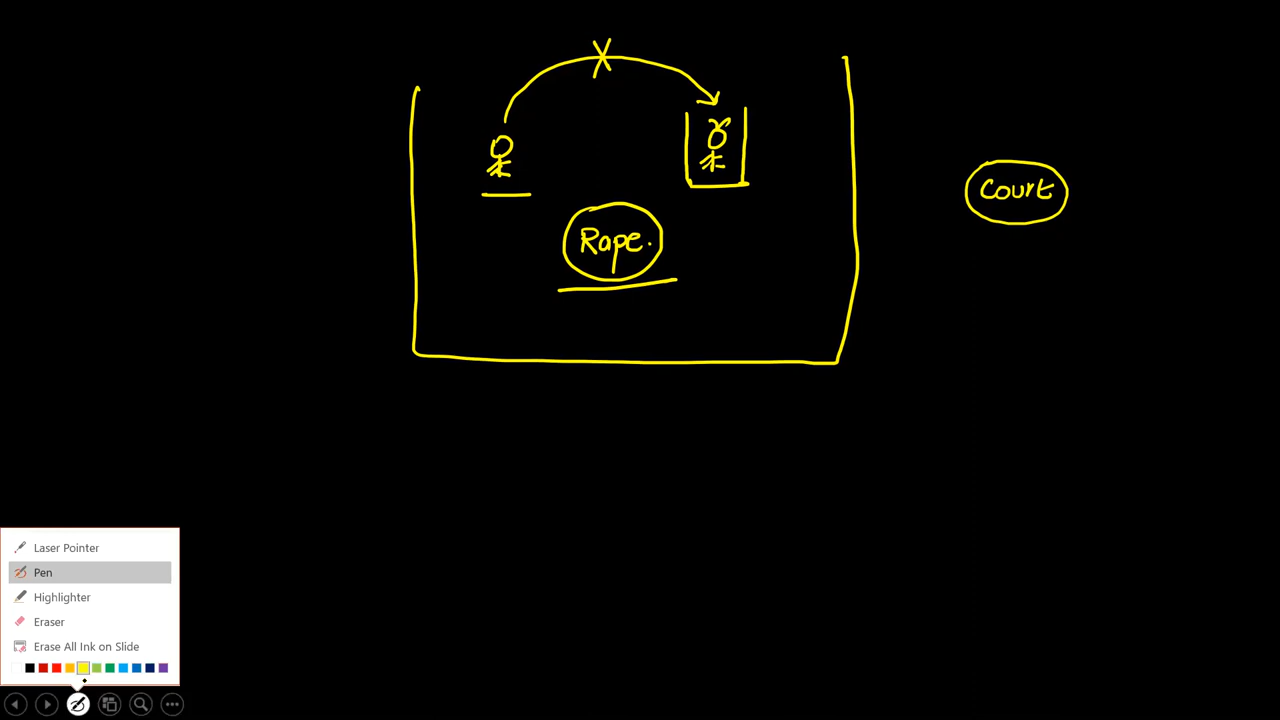 Rape.
Court
Laser Pointer
Pen
Highlighter
Eraser
Erase All Ink on Slide